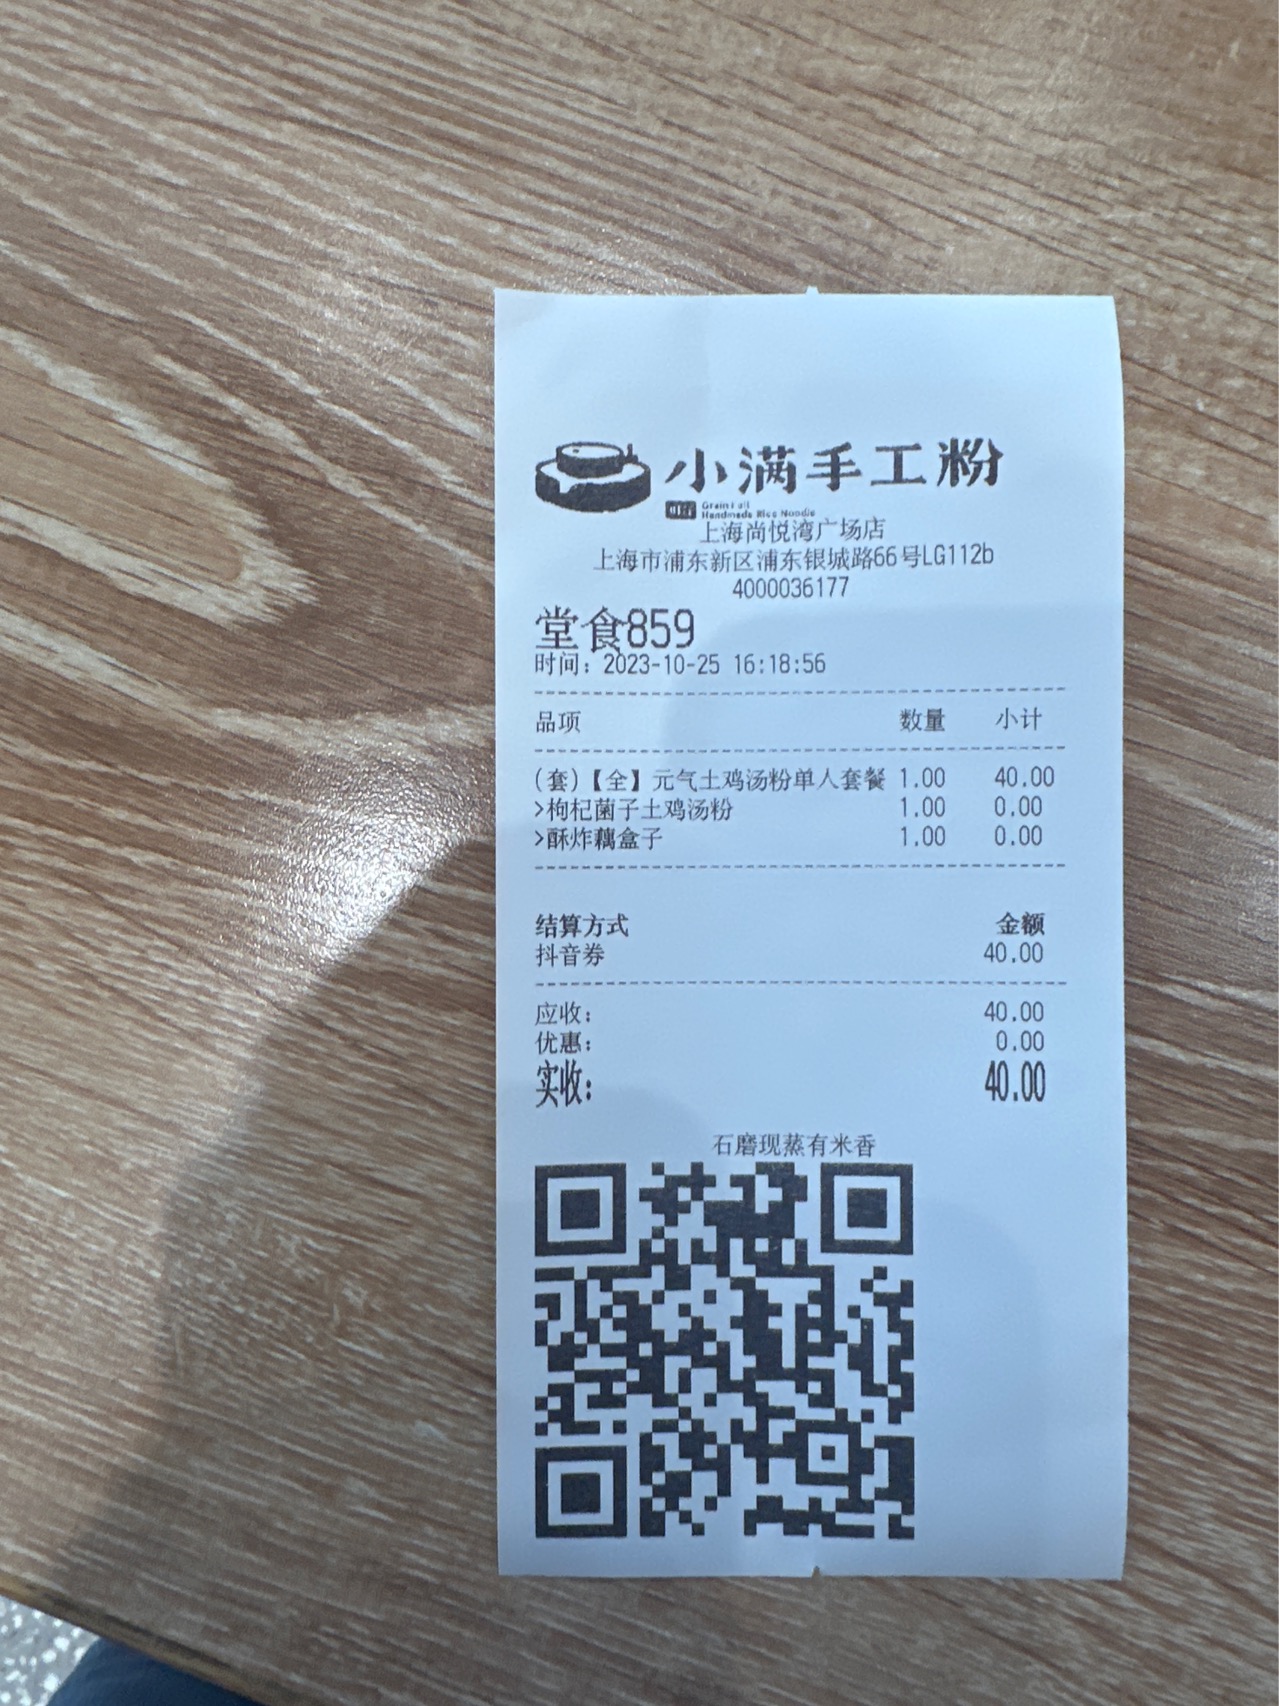 小满手工粉
Grain Full
Handmade Rice Noodle
上海尚悦湾广场店
上海市浦东新区浦东银城路66号LG112b
4000036177
堂食859
时间：2023-10-25 16:18:56
品项 数量 小计
(套)【全】元气土鸡汤粉单人套餐 1.00 40.00
>枸杞菌子土鸡汤粉 1.00 0.00
>酥炸藕盒子 1.00 0.00
结算方式 金额
抖音券 40.00
应收： 40.00
优惠： 0.00
实收： 40.00
石磨现蒸有米香